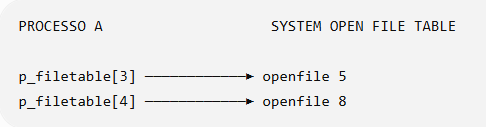 PROCESSO A SYSTEM OPEN FILE TABLE
p_filetable[3] ────────────► openfile 5
p_filetable[4] ────────────► openfile 8